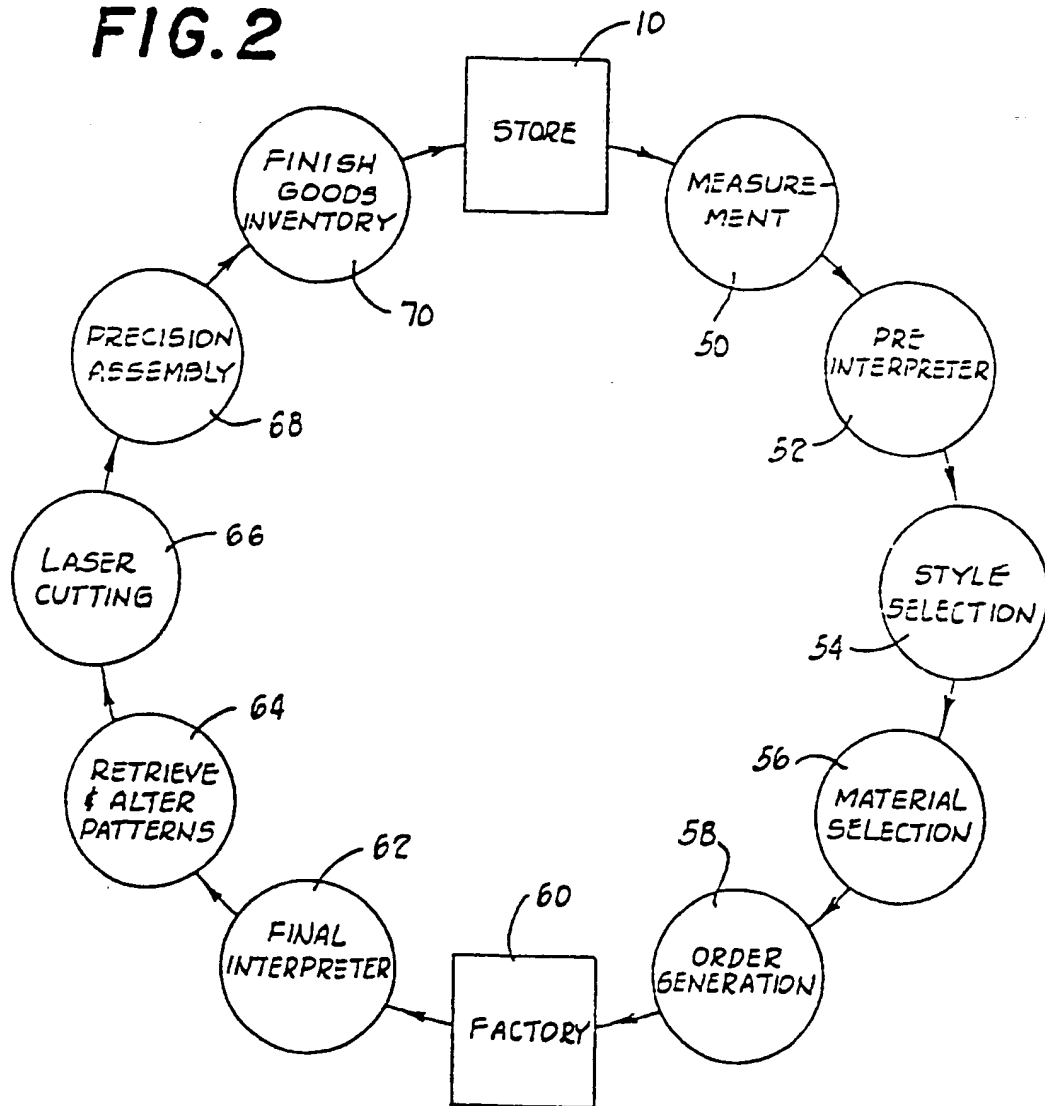 FIG. 2
10
STORE
MEASURE-
MENT
50
PRE
INTERPRETER
52
STYLE
SELECTION
54
56
MATERIAL
SELECTION
58
ORDER
GENERATION
60
FACTORY
62
FINAL
INTERPRETER
64
RETRIEVE
& ALTER
PATTERNS
66
LASER
CUTTING
PRECISION
ASSEMBLY
68
FINISH
GOODS
INVENTORY
70